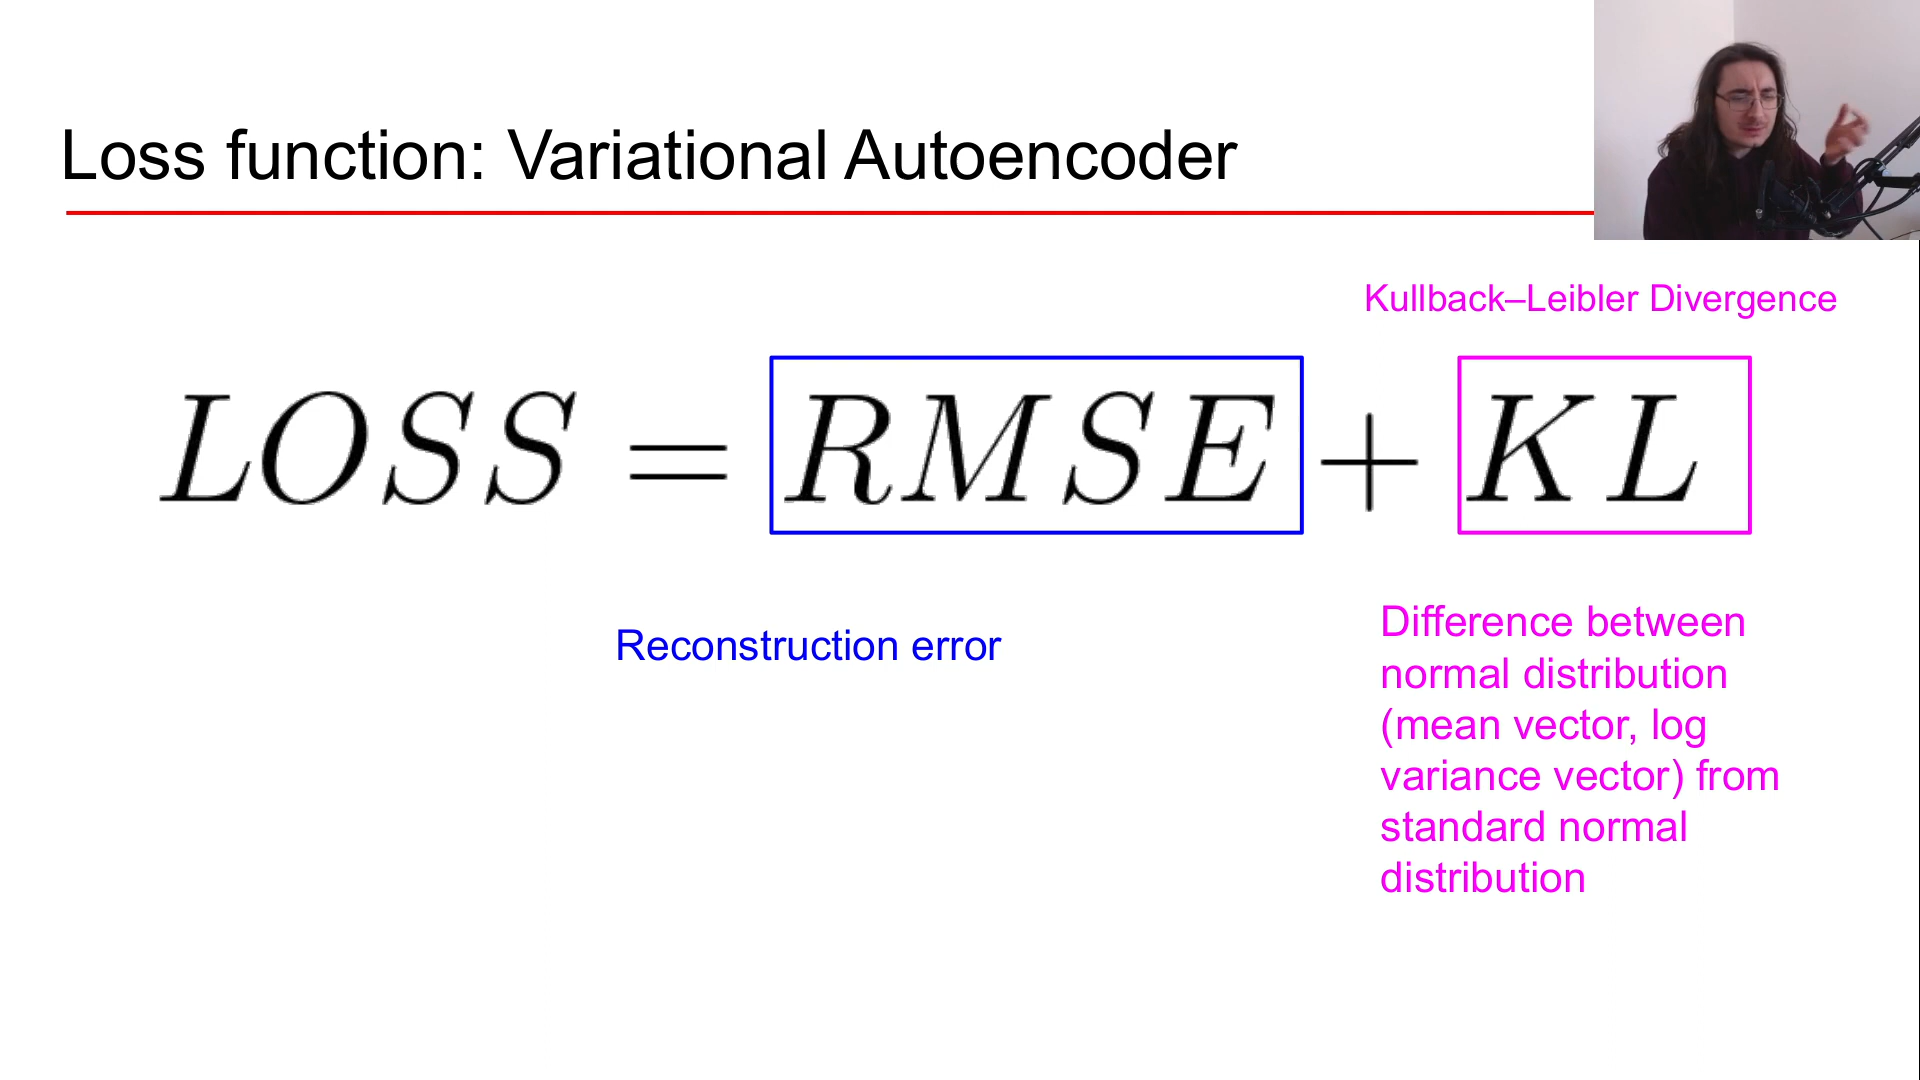 Loss function: Variational Autoencoder
Kullback–Leibler Divergence
LOSS = RMSE + KL
Reconstruction error
Difference between
normal distribution
(mean vector, log
variance vector) from
standard normal
distribution